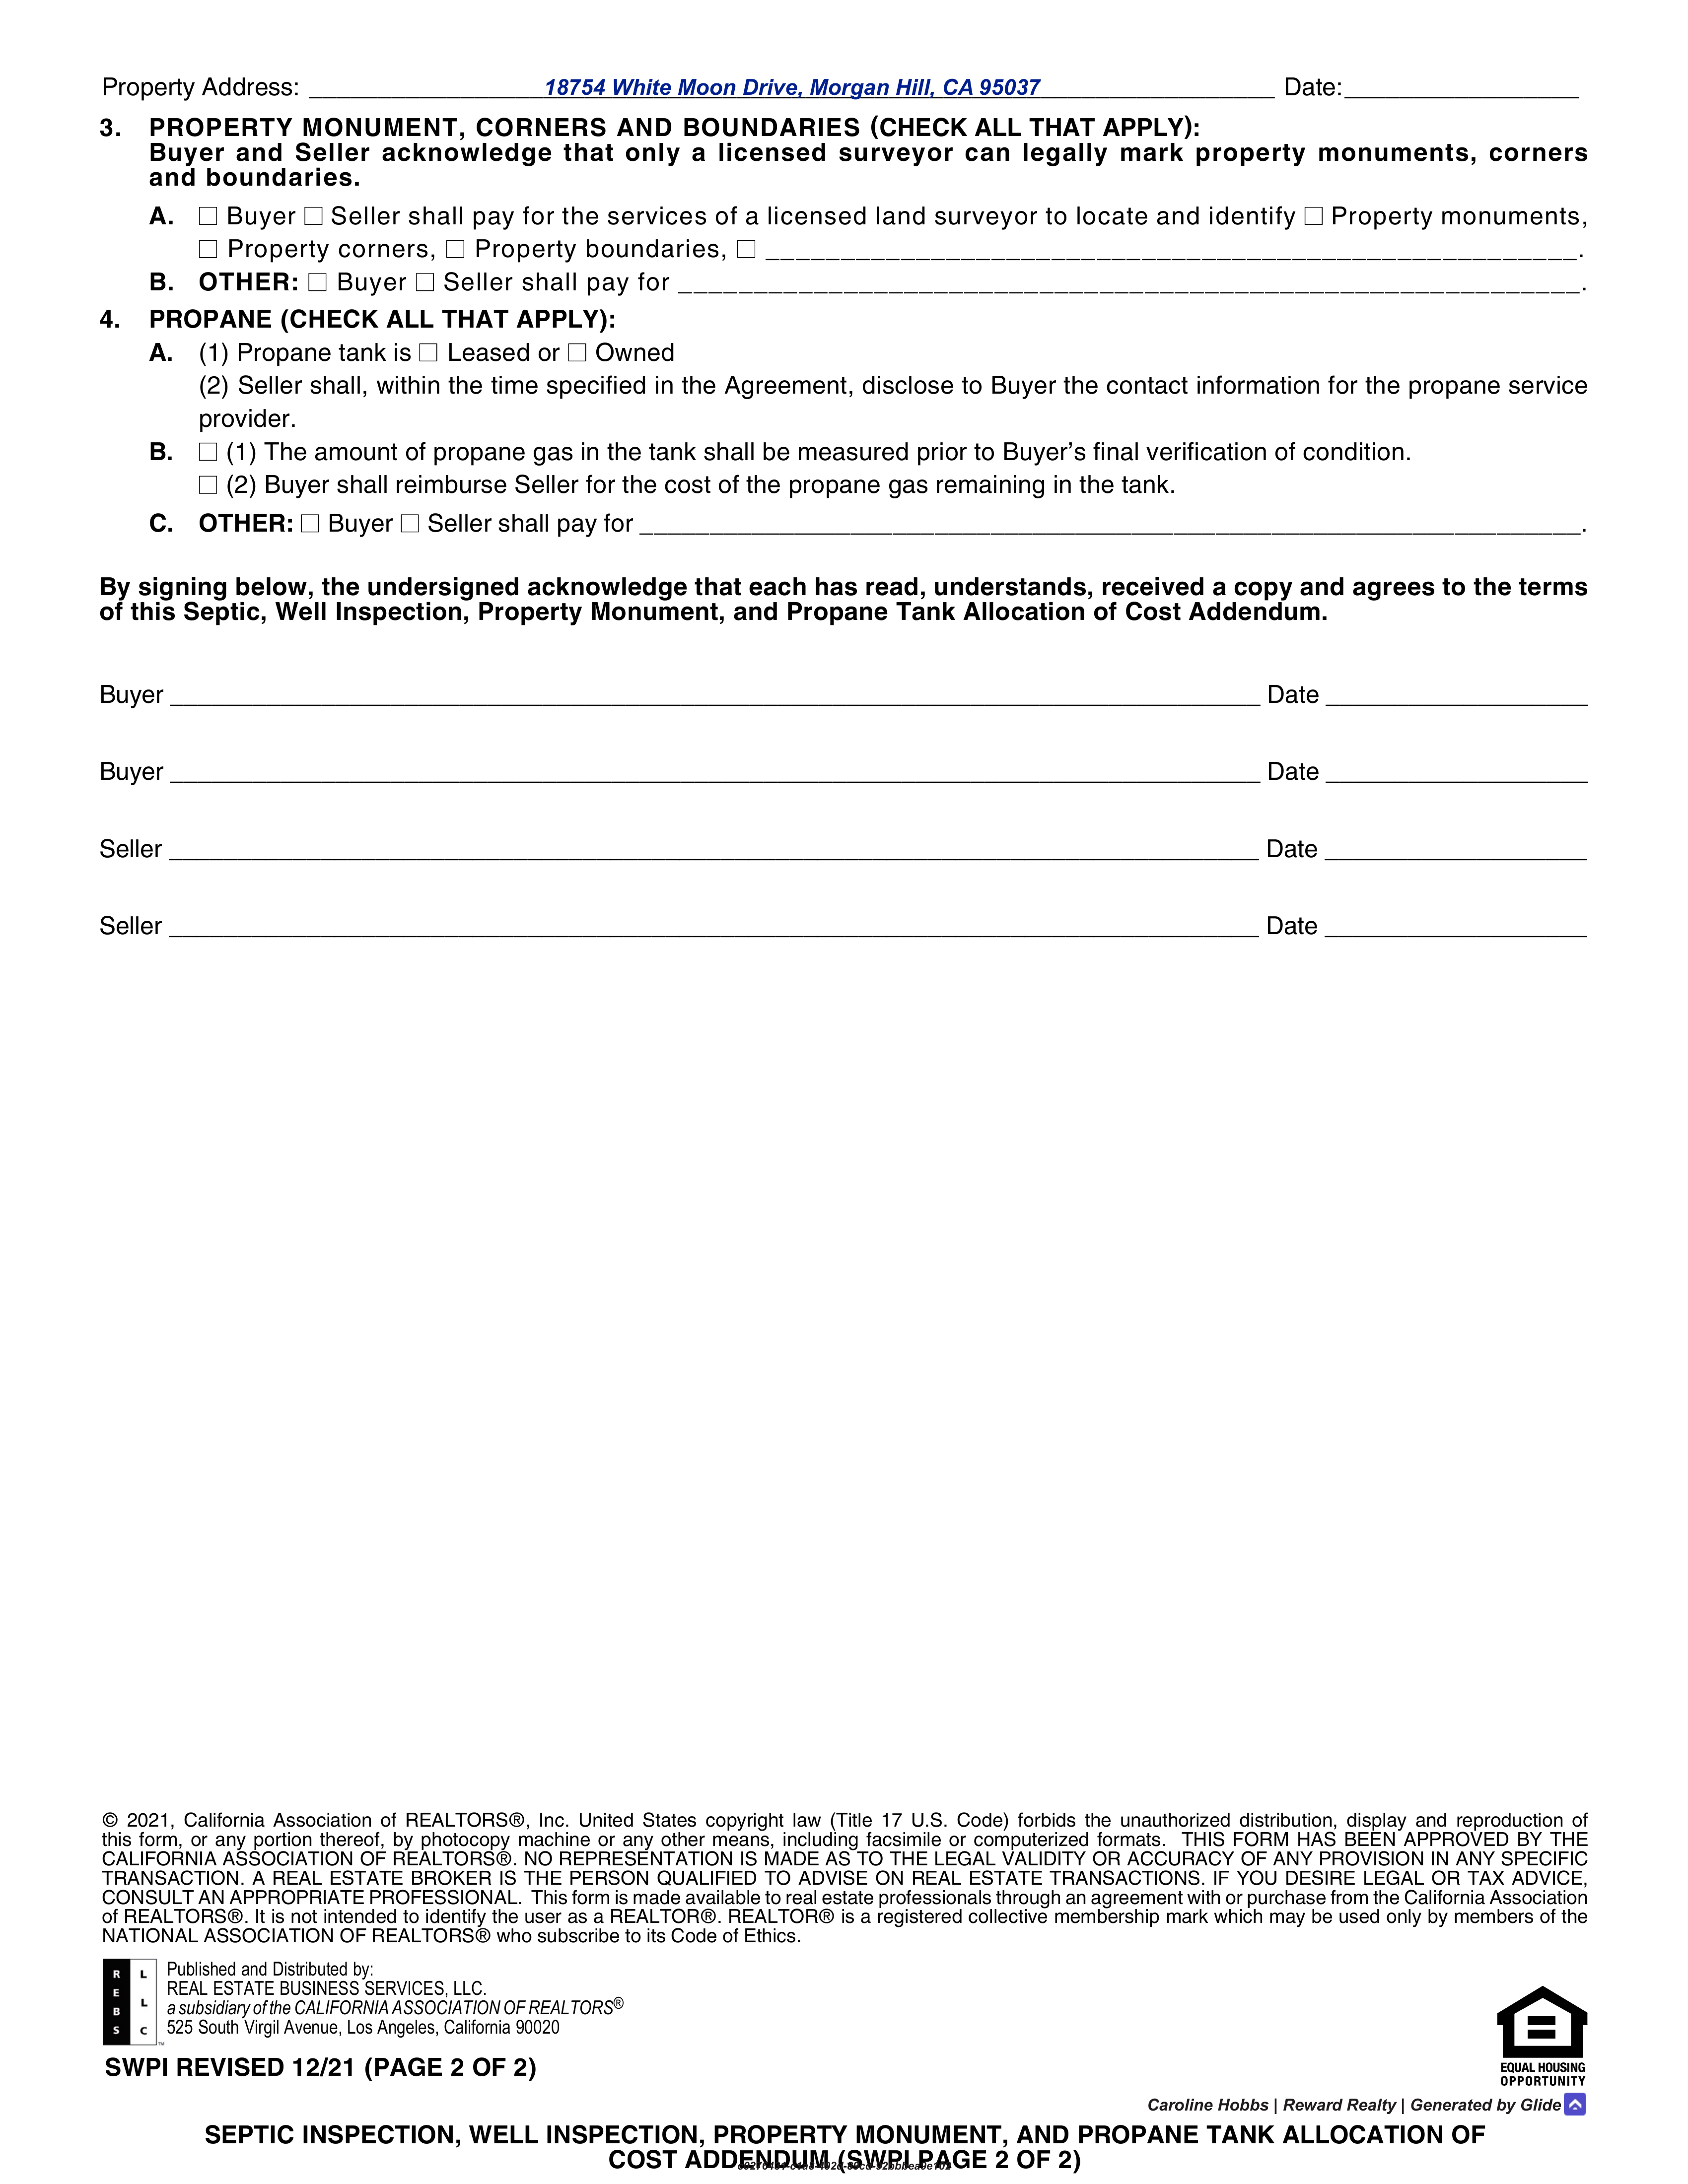 Property Address: 18754 White Moon Drive, Morgan Hill, CA 95037 Date:
3. PROPERTY MONUMENT, CORNERS AND BOUNDARIES (CHECK ALL THAT APPLY):
Buyer and Seller acknowledge that only a licensed surveyor can legally mark property monuments, corners
and boundaries.
A. ☐ Buyer ☐ Seller shall pay for the services of a licensed land surveyor to locate and identify ☐ Property monuments,
☐ Property corners, ☐ Property boundaries, ☐ ______.
B. OTHER: ☐ Buyer ☐ Seller shall pay for ______.
4. PROPANE (CHECK ALL THAT APPLY):
A. (1) Propane tank is ☐ Leased or ☐ Owned
(2) Seller shall, within the time specified in the Agreement, disclose to Buyer the contact information for the propane service
provider.
B. ☐ (1) The amount of propane gas in the tank shall be measured prior to Buyer’s final verification of condition.
☐ (2) Buyer shall reimburse Seller for the cost of the propane gas remaining in the tank.
C. OTHER: ☐ Buyer ☐ Seller shall pay for ______.
By signing below, the undersigned acknowledge that each has read, understands, received a copy and agrees to the terms
of this Septic, Well Inspection, Property Monument, and Propane Tank Allocation of Cost Addendum.
Buyer ______ Date ______
Buyer ______ Date ______
Seller ______ Date ______
Seller ______ Date ______
© 2021, California Association of REALTORS®, Inc. United States copyright law (Title 17 U.S. Code) forbids the unauthorized distribution, display and reproduction of
this form, or any portion thereof, by photocopy machine or any other means, including facsimile or computerized formats. THIS FORM HAS BEEN APPROVED BY THE
CALIFORNIA ASSOCIATION OF REALTORS®. NO REPRESENTATION IS MADE AS TO THE LEGAL VALIDITY OR ACCURACY OF ANY PROVISION IN ANY SPECIFIC
TRANSACTION. A REAL ESTATE BROKER IS THE PERSON QUALIFIED TO ADVISE ON REAL ESTATE TRANSACTIONS. IF YOU DESIRE LEGAL OR TAX ADVICE,
CONSULT AN APPROPRIATE PROFESSIONAL. This form is made available to real estate professionals through an agreement with or purchase from the California Association
of REALTORS®. It is not intended to identify the user as a REALTOR®. REALTOR® is a registered collective membership mark which may be used only by members of the
NATIONAL ASSOCIATION OF REALTORS® who subscribe to its Code of Ethics.
REBS LLC™
Published and Distributed by:
REAL ESTATE BUSINESS SERVICES, LLC.
a subsidiary of the CALIFORNIA ASSOCIATION OF REALTORS®
525 South Virgil Avenue, Los Angeles, California 90020
SWPI REVISED 12/21 (PAGE 2 OF 2)
EQUAL HOUSING
OPPORTUNITY
Caroline Hobbs | Reward Realty | Generated by Glide
SEPTIC INSPECTION, WELL INSPECTION, PROPERTY MONUMENT, AND PROPANE TANK ALLOCATION OF
COST ADDENDUM (SWPI PAGE 2 OF 2)